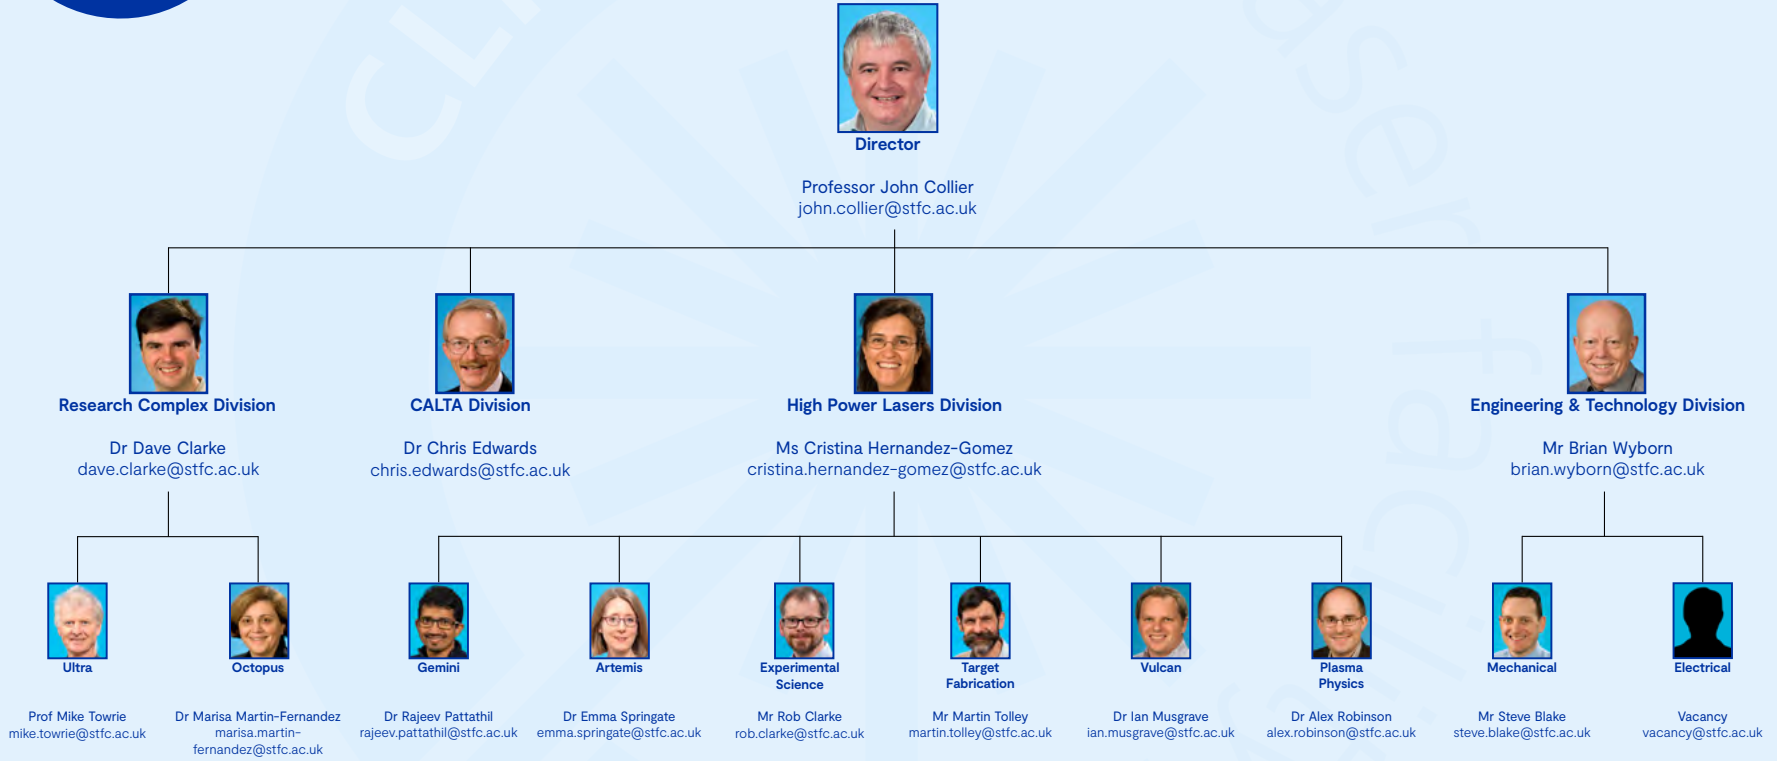 CL
aser facility
Director
Professor John Collier
john.collier@stfc.ac.uk
Research Complex Division
Dr Dave Clarke
dave.clarke@stfc.ac.uk
CALTA Division
Dr Chris Edwards
chris.edwards@stfc.ac.uk
High Power Lasers Division
Ms Cristina Hernandez-Gomez
cristina.hernandez-gomez@stfc.ac.uk
Engineering & Technology Division
Mr Brian Wyborn
brian.wyborn@stfc.ac.uk
Ultra
Prof Mike Towrie
mike.towrie@stfc.ac.uk
Octopus
Dr Marisa Martin-Fernandez
marisa.martin-
fernandez@stfc.ac.uk
Gemini
Dr Rajeev Pattathil
rajeev.pattathil@stfc.ac.uk
Artemis
Dr Emma Springate
emma.springate@stfc.ac.uk
Experimental
Science
Mr Rob Clarke
rob.clarke@stfc.ac.uk
Target
Fabrication
Mr Martin Tolley
martin.tolley@stfc.ac.uk
Vulcan
Dr Ian Musgrave
ian.musgrave@stfc.ac.uk
Plasma
Physics
Dr Alex Robinson
alex.robinson@stfc.ac.uk
Mechanical
Mr Steve Blake
steve.blake@stfc.ac.uk
Electrical
Vacancy
vacancy@stfc.ac.uk